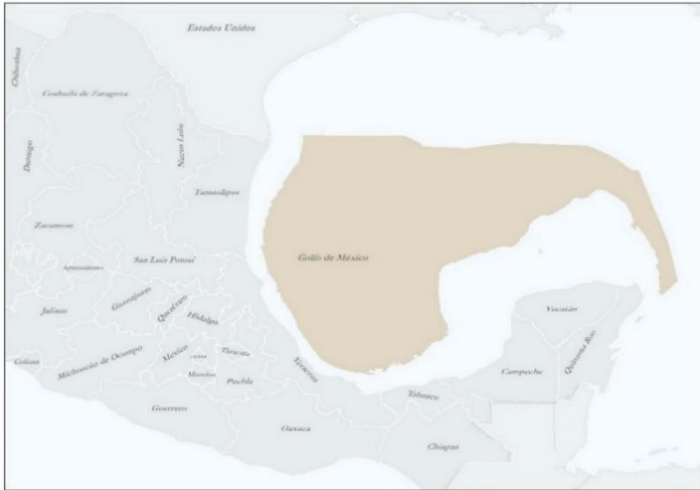 Estados Unidos
Chihuahua
Coahuila de Zaragoza
Nuevo León
Durango
Tamaulipas
Zacatecas
San Luis Potosí
Golfo de México
Aguascalientes
Guanajuato
Querétaro
Hidalgo
Jalisco
Yucatán
Quintana Roo
México
Tlaxcala
Colima
Michoacán de Ocampo
Morelos
Puebla
Veracruz
Campeche
Tabasco
Guerrero
Oaxaca
Chiapas